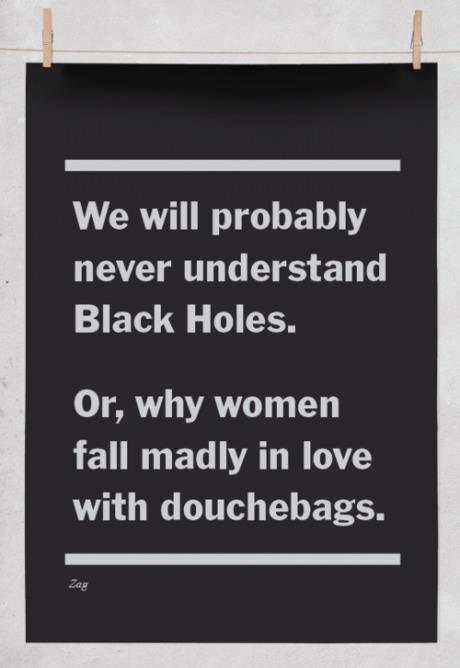 We will probably
never understand
Black Holes.
Or, why women
fall madly in love
with douchebags.
Zag